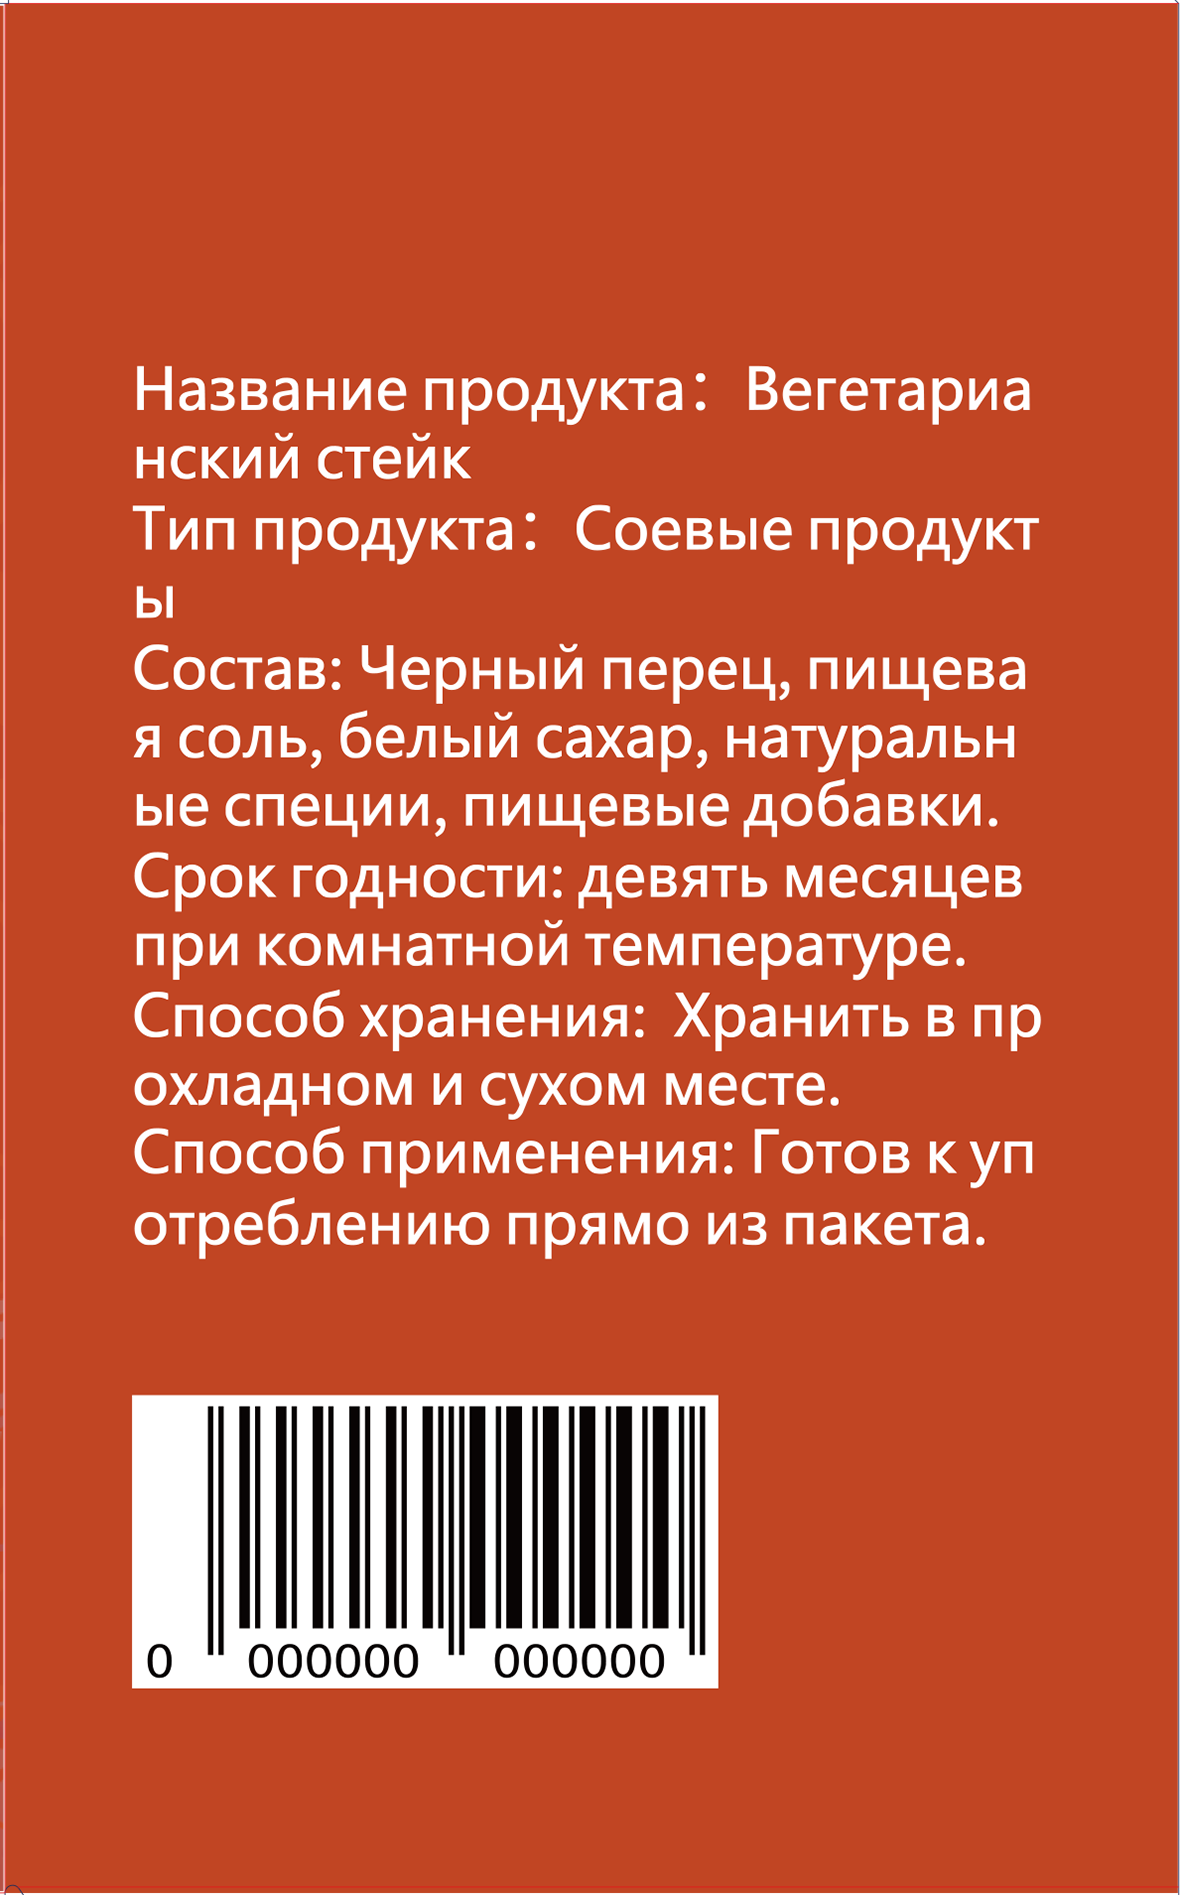 Название продукта： Вегетариа
нский стейк
Тип продукта： Соевые продукт
ы
Состав: Черный перец, пищева
я соль, белый сахар, натуральн
ые специи, пищевые добавки.
Срок годности: девять месяцев
при комнатной температуре.
Способ хранения: Хранить в пр
охладном и сухом месте.
Способ применения: Готов к уп
отреблению прямо из пакета.
0 000000 000000